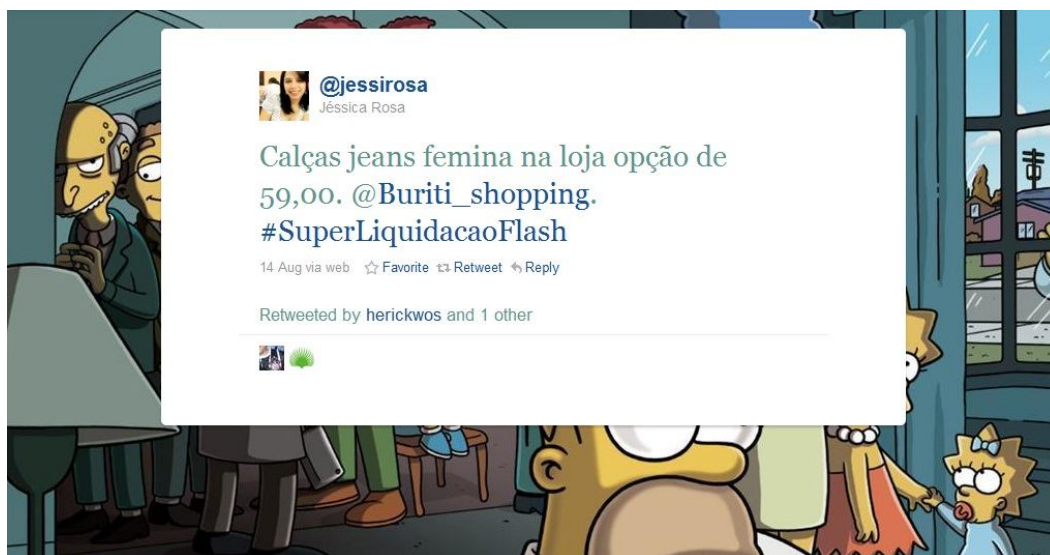 @jessirosa
Jéssica Rosa
Calças jeans femina na loja opção de
59,00. @Buriti_shopping.
#SuperLiquidacaoFlash
14 Aug via web Favorite Retweet Reply
Retweeted by herickwos and 1 other